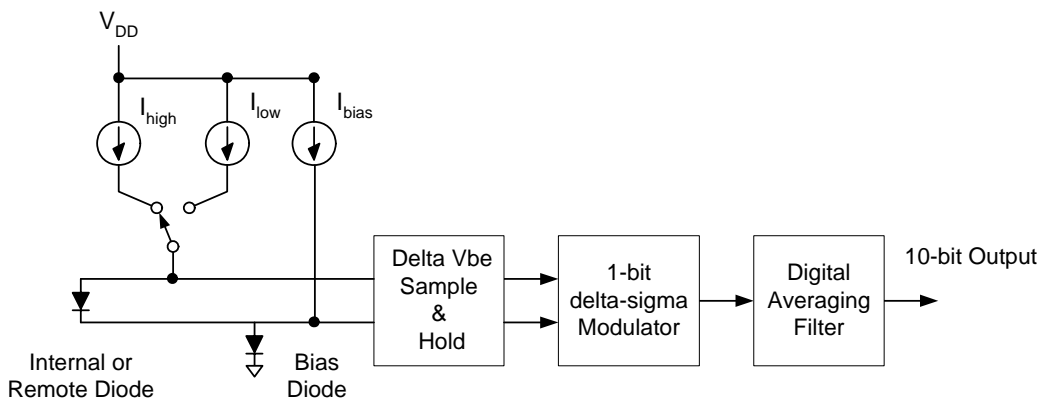 V_DD
I_high
I_low
I_bias
Delta Vbe
Sample
&
Hold
1-bit
delta-sigma
Modulator
Digital
Averaging
Filter
10-bit Output
Internal or
Remote Diode
Bias
Diode